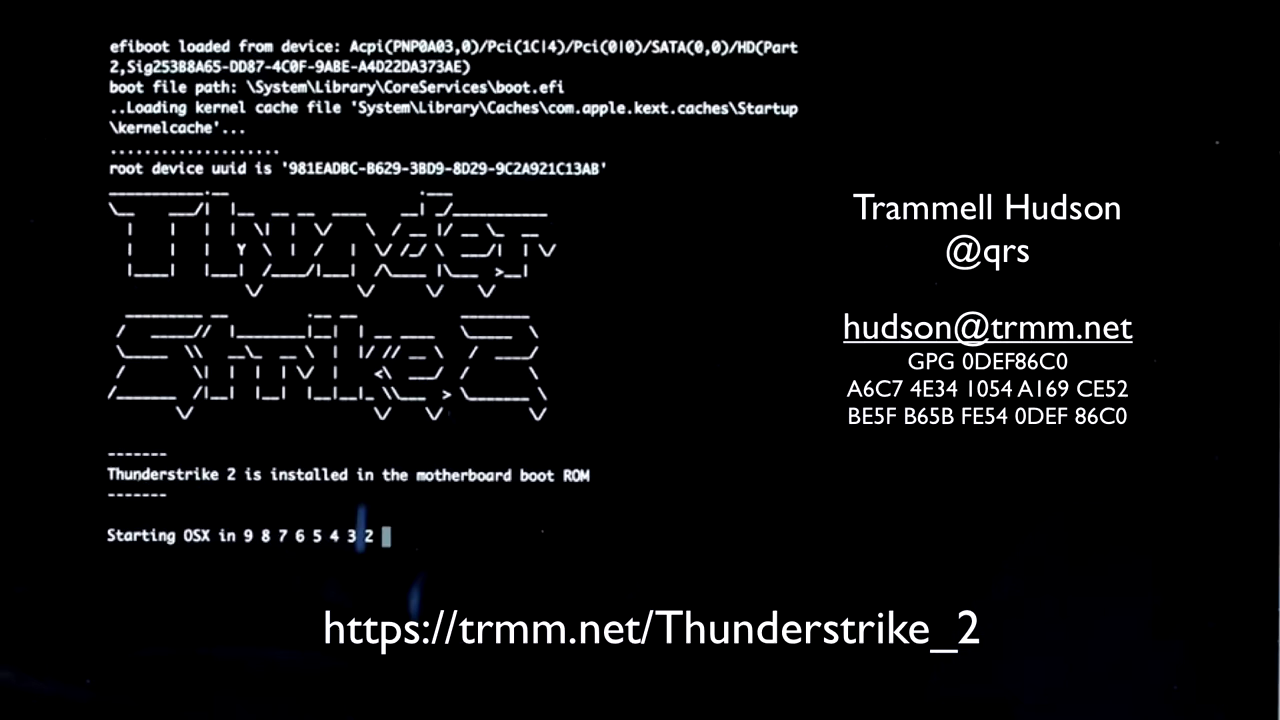 efiboot loaded from device: Acpi(PNP0A03,0)/Pci(1C|4)/Pci(0|0)/SATA(0,0)/HD(Part
2,Sig253B8A65-DD87-4C0F-9ABE-A4D22DA373AE)
boot file path: \System\Library\CoreServices\boot.efi
..Loading kernel cache file 'System\Library\Caches\com.apple.kext.caches\Startup
\kernelcache'...
....................
root device uuid is '981EADBC-B629-3BD9-8D29-9C2A921C13AB'
Thunder
Strike 2
-------
Thunderstrike 2 is installed in the motherboard boot ROM
-------
Starting OSX in 9 8 7 6 5 4 3 2
Trammell Hudson
@qrs
hudson@trmm.net
GPG 0DEF86C0
A6C7 4E34 1054 A169 CE52
BE5F B65B FE54 0DEF 86C0
https://trmm.net/Thunderstrike_2